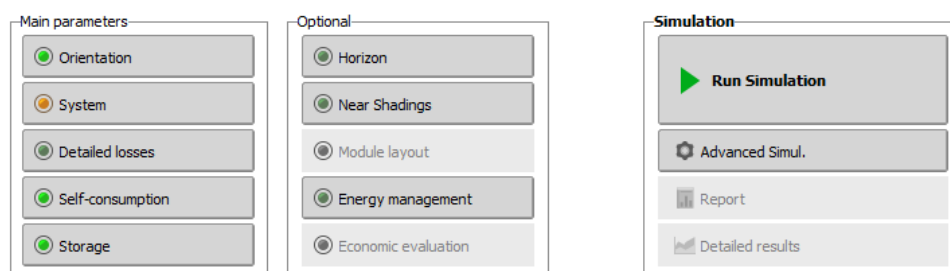 Main parameters
Orientation
System
Detailed losses
Self-consumption
Storage
Optional
Horizon
Near Shadings
Module layout
Energy management
Economic evaluation
Simulation
Run Simulation
Advanced Simul.
Report
Detailed results